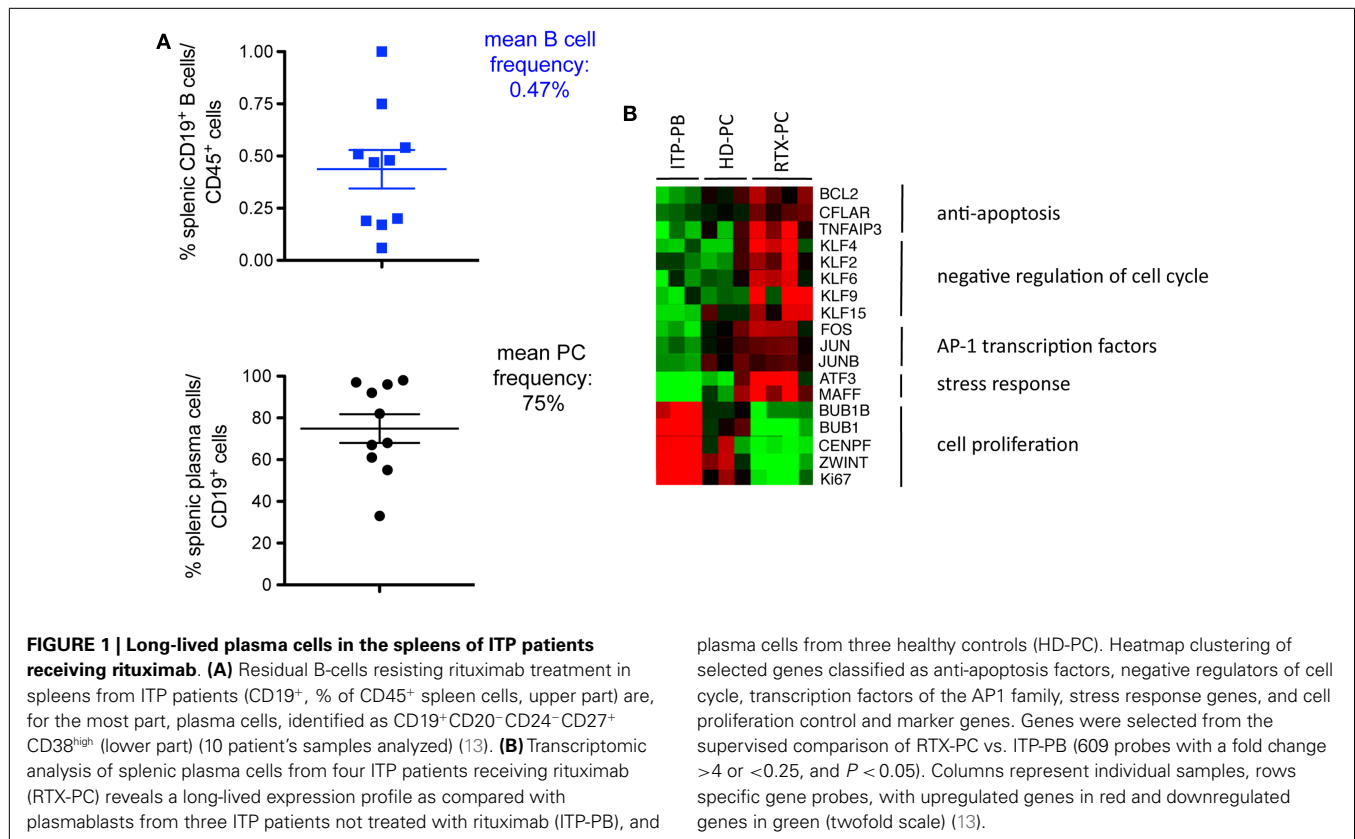 A
mean B cell
frequency:
0.47%
% splenic CD19+ B cells/
CD45+ cells
1.00
0.75
0.50
0.25
0.00
mean PC
frequency:
75%
% splenic plasma cells/
CD19+ cells
100
80
60
40
20
0
B
ITP-PB
HD-PC
RTX-PC
BCL2
CFLAR
TNFAIP3
anti-apoptosis
KLF4
KLF2
KLF6
KLF9
KLF15
negative regulation of cell cycle
FOS
JUN
JUNB
AP-1 transcription factors
ATF3
MAFF
stress response
BUB1B
BUB1
CENPF
ZWINT
Ki67
cell proliferation
FIGURE 1 | Long-lived plasma cells in the spleens of ITP patients
receiving rituximab. (A) Residual B-cells resisting rituximab treatment in
spleens from ITP patients (CD19+, % of CD45+ spleen cells, upper part) are,
for the most part, plasma cells, identified as CD19+CD20−CD24−CD27+
CD38high (lower part) (10 patient's samples analyzed) (13). (B) Transcriptomic
analysis of splenic plasma cells from four ITP patients receiving rituximab
(RTX-PC) reveals a long-lived expression profile as compared with
plasmablasts from three ITP patients not treated with rituximab (ITP-PB), and
plasma cells from three healthy controls (HD-PC). Heatmap clustering of
selected genes classified as anti-apoptosis factors, negative regulators of cell
cycle, transcription factors of the AP1 family, stress response genes, and cell
proliferation control and marker genes. Genes were selected from the
supervised comparison of RTX-PC vs. ITP-PB (609 probes with a fold change
>4 or <0.25, and P < 0.05). Columns represent individual samples, rows
specific gene probes, with upregulated genes in red and downregulated
genes in green (twofold scale) (13).